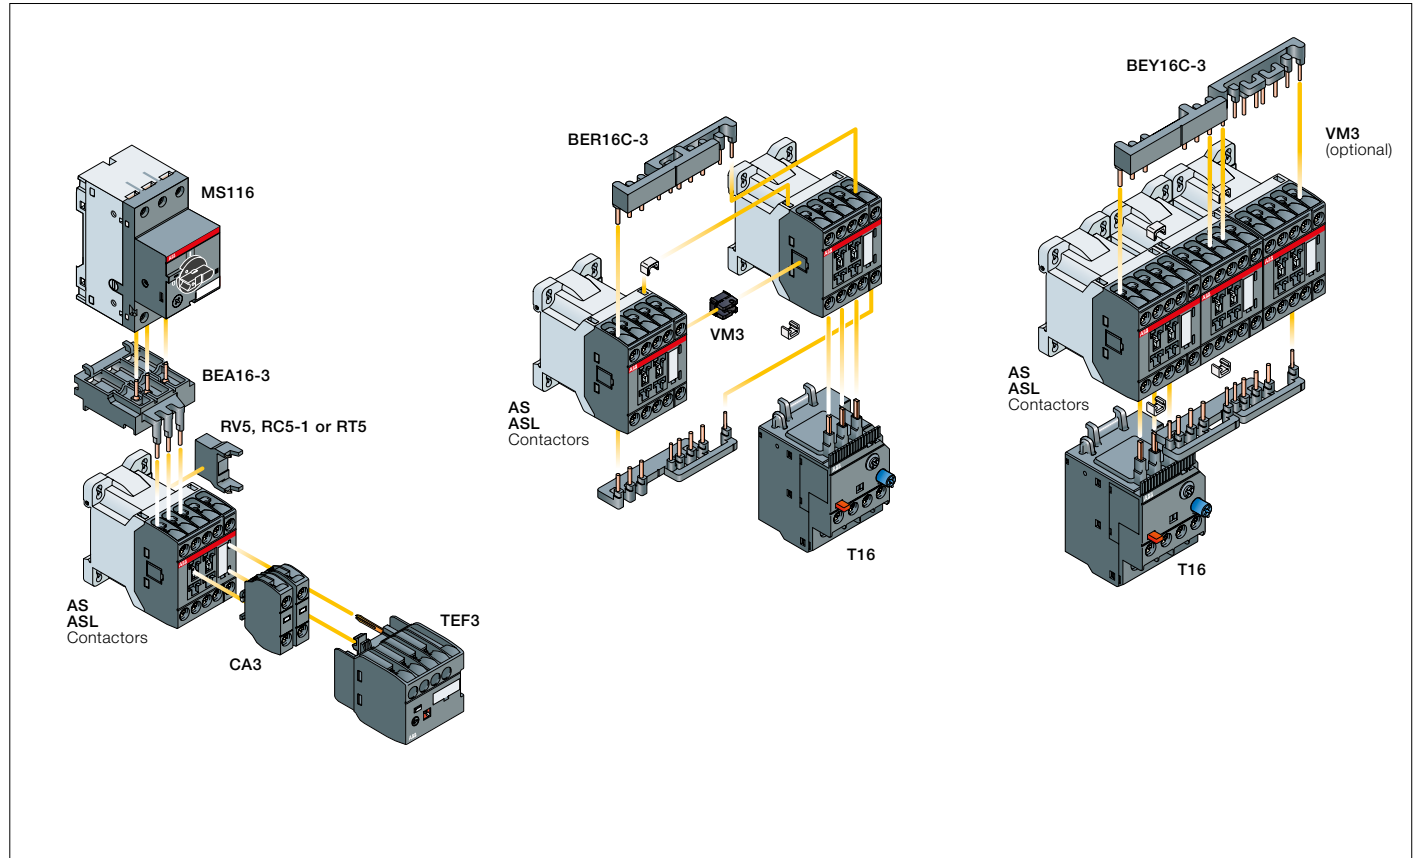 MS116
BEA16-3
RV5, RC5-1 or RT5
AS
ASL
Contactors
CA3
TEF3
BER16C-3
VM3
AS
ASL
Contactors
T16
BEY16C-3
VM3
(optional)
AS
ASL
Contactors
T16